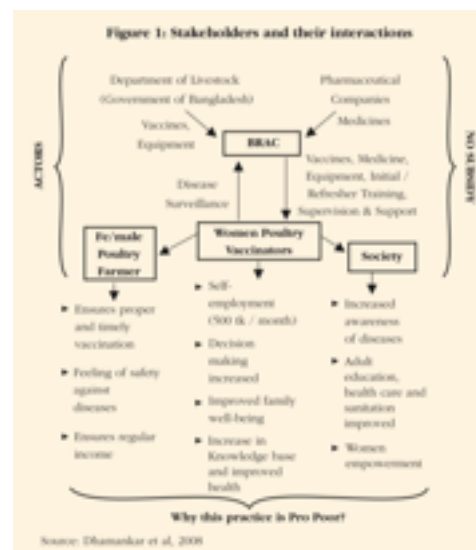 Figure 1: Stakeholders and their interactions
Department of Livestock
(Government of Bangladesh)
Pharmaceutical
Companies
Vaccines,
Equipment
Medicines
BRAC
ACTORS
NO SUBSIDY
Disease
Surveillance
Vaccines, Medicine,
Equipment, Initial /
Refresher Training,
Supervision & Support
Fe/male
Poultry
Farmer
Women Poultry
Vaccinators
Society
► Ensures proper
and timely
vaccination
► Feeling of safety
against
diseases
► Ensures regular
income
► Self-
employment
(500 tk / month)
► Decision
making
increased
► Improved family
well-being
► Increase in
Knowledge base
and improved
health
► Increased
awareness
of diseases
► Adult
education,
health care and
sanitation
improved
► Women
empowerment
Why this practice is Pro Poor?
Source: Dhamankar et al, 2008